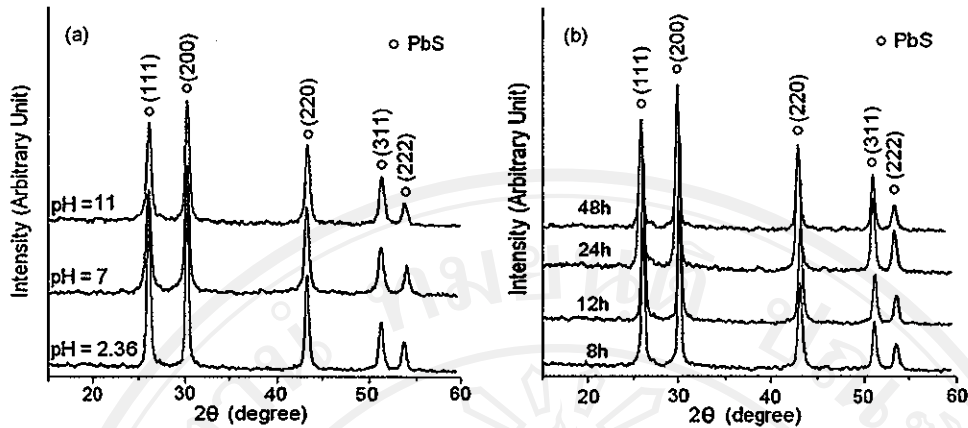 (a)
○ PbS
○(111)
○(200)
○(220)
○(311)
○(222)
pH = 11
pH = 7
pH = 2.36
Intensity (Arbitrary Unit)
20 30 40 50 60
2θ (degree)
(b)
○ PbS
○(111)
○(200)
○(220)
○(311)
○(222)
48h
24h
12h
8h
Intensity (Arbitrary Unit)
20 30 40 50 60
2θ (degree)